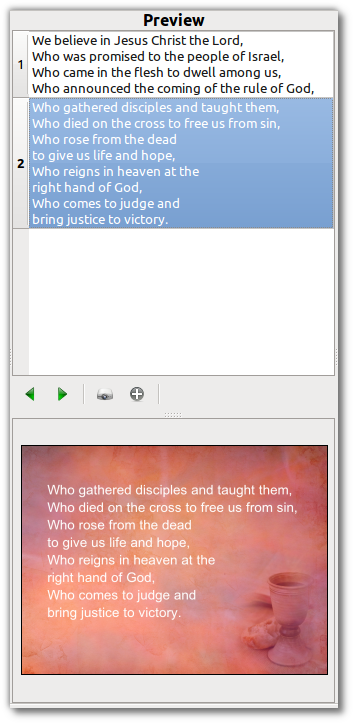 Preview
1
We believe in Jesus Christ the Lord,
Who was promised to the people of Israel,
Who came in the flesh to dwell among us,
Who announced the coming of the rule of God,
2
Who gathered disciples and taught them,
Who died on the cross to free us from sin,
Who rose from the dead
to give us life and hope,
Who reigns in heaven at the
right hand of God,
Who comes to judge and
bring justice to victory.
Who gathered disciples and taught them,
Who died on the cross to free us from sin,
Who rose from the dead
to give us life and hope,
Who reigns in heaven at the
right hand of God,
Who comes to judge and
bring justice to victory.